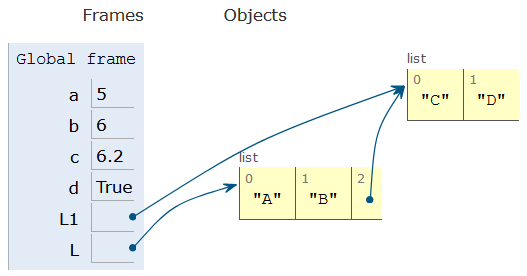 Frames Objects
Global frame
a 5
b 6
c 6.2
d True
L1
L
list
0 1
"C" "D"
list
0 1 2
"A" "B"